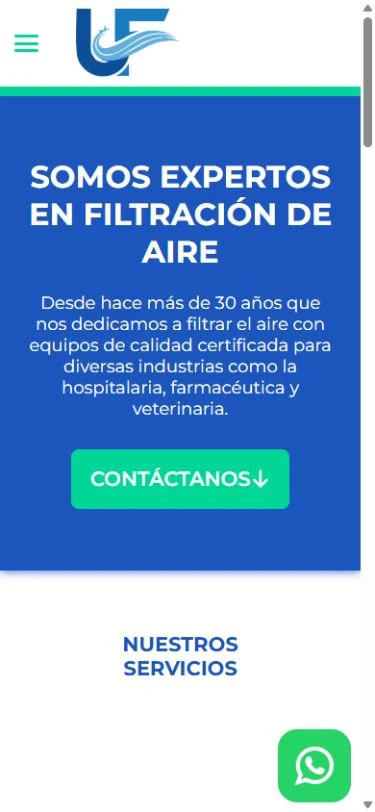 UF
SOMOS EXPERTOS
EN FILTRACIÓN DE
AIRE
Desde hace más de 30 años que
nos dedicamos a filtrar el aire con
equipos de calidad certificada para
diversas industrias como la
hospitalaria, farmacéutica y
veterinaria.
CONTÁCTANOS↓
NUESTROS
SERVICIOS